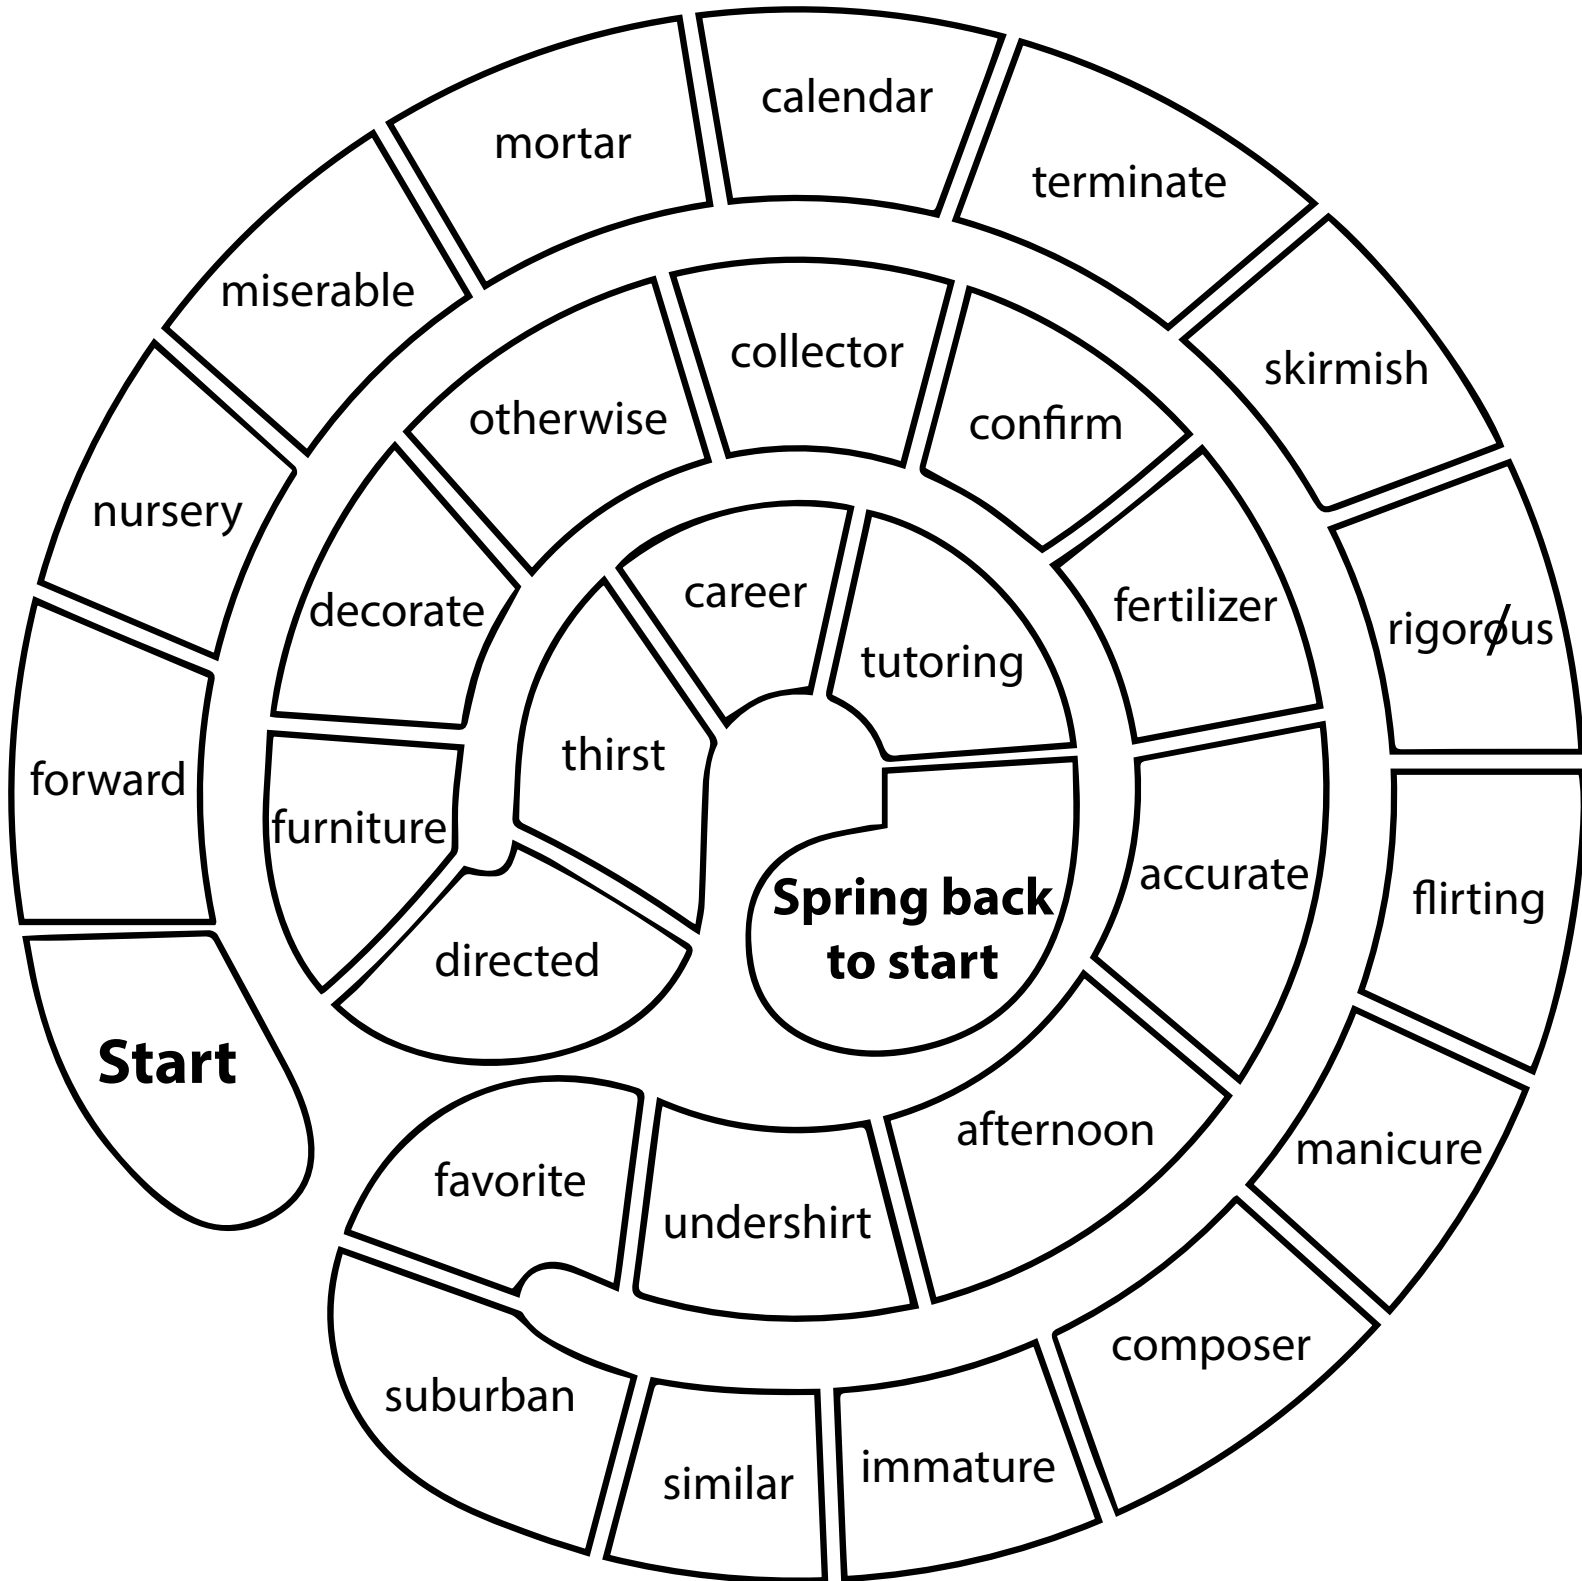 Start
forward
nursery
miserable
mortar
calendar
terminate
skirmish
rigorøus
flirting
manicure
composer
immature
similar
suburban
favorite
undershirt
afternoon
accurate
fertilizer
confirm
collector
otherwise
decorate
furniture
directed
thirst
career
tutoring
Spring back
to start